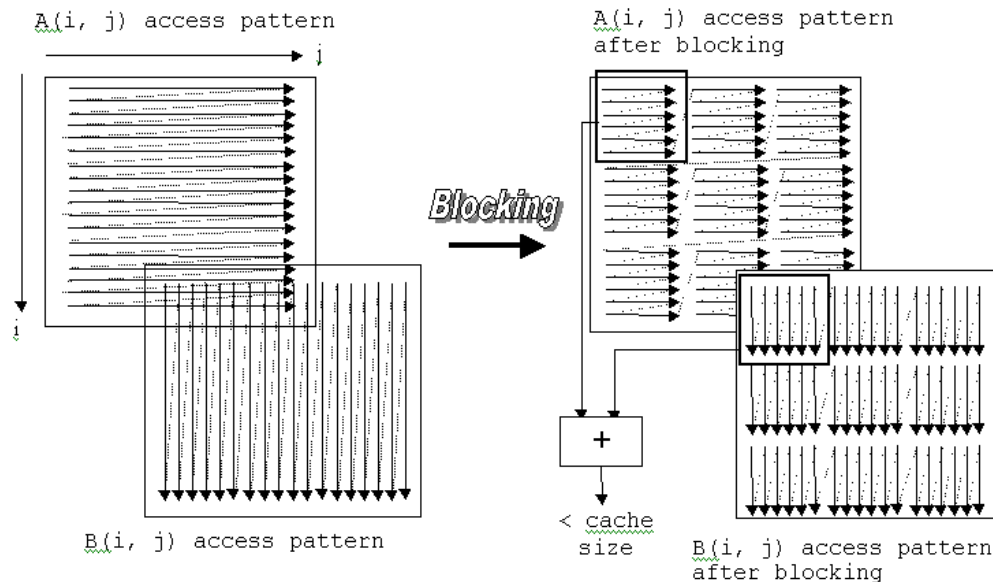 A(i, j) access pattern
j
i
B(i, j) access pattern
Blocking
A(i, j) access pattern
after blocking
+
< cache
size
B(i, j) access pattern
after blocking